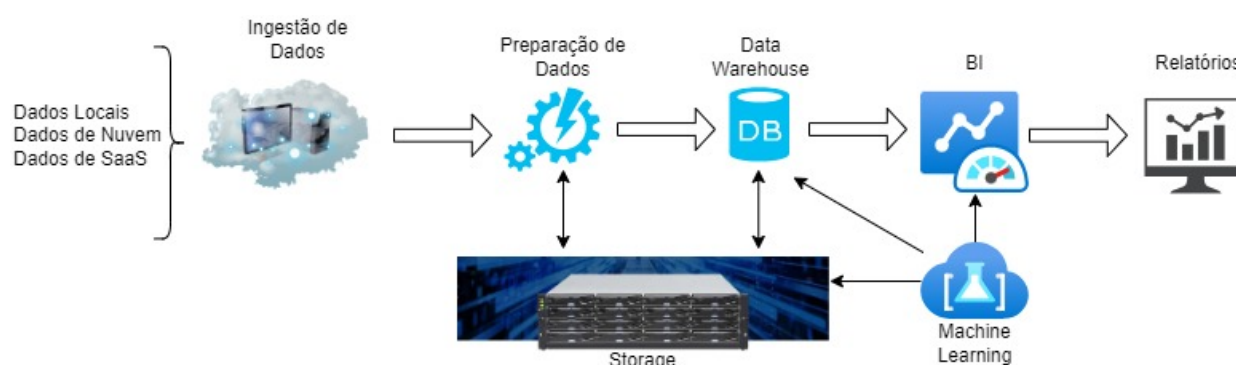 Ingestão de
Dados
Dados Locais
Dados de Nuvem
Dados de SaaS
Preparação de
Dados
Data
Warehouse
DB
BI
Relatórios
Storage
Machine
Learning